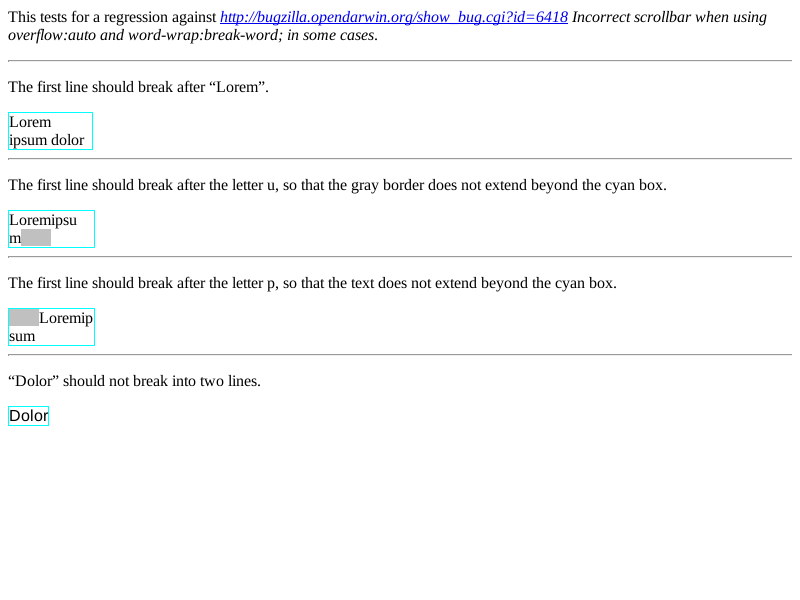 This tests for a regression against http://bugzilla.opendarwin.org/show_bug.cgi?id=6418 Incorrect scrollbar when using
overflow:auto and word-wrap:break-word; in some cases.
The first line should break after “Lorem”.
Lorem
ipsum dolor
The first line should break after the letter u, so that the gray border does not extend beyond the cyan box.
Loremipsu
m
The first line should break after the letter p, so that the text does not extend beyond the cyan box.
Loremip
sum
“Dolor” should not break into two lines.
Dolor